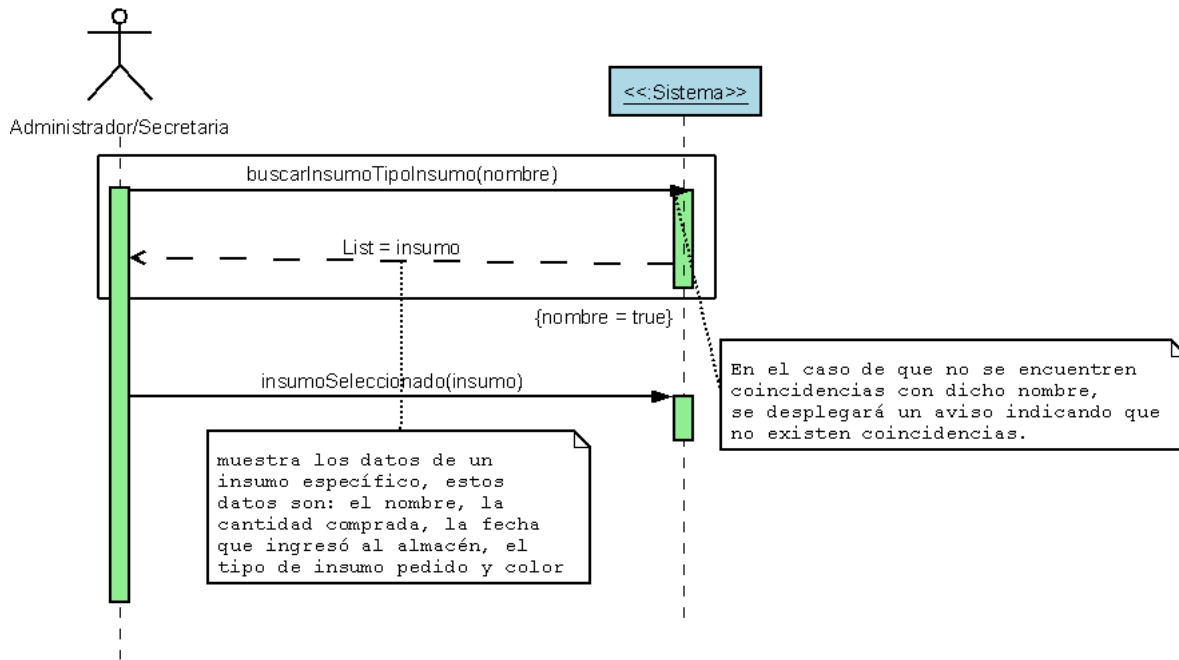 <<:Sistema>>
Administrador/Secretaria
buscarInsumoTipoInsumo(nombre)
List = insumo
{nombre = true}
insumoSeleccionado(insumo)
En el caso de que no se encuentren
coincidencias con dicho nombre,
se desplegará un aviso indicando que
no existen coincidencias.
muestra los datos de un
insumo específico, estos
datos son: el nombre, la
cantidad comprada, la fecha
que ingresó al almacén, el
tipo de insumo pedido y color